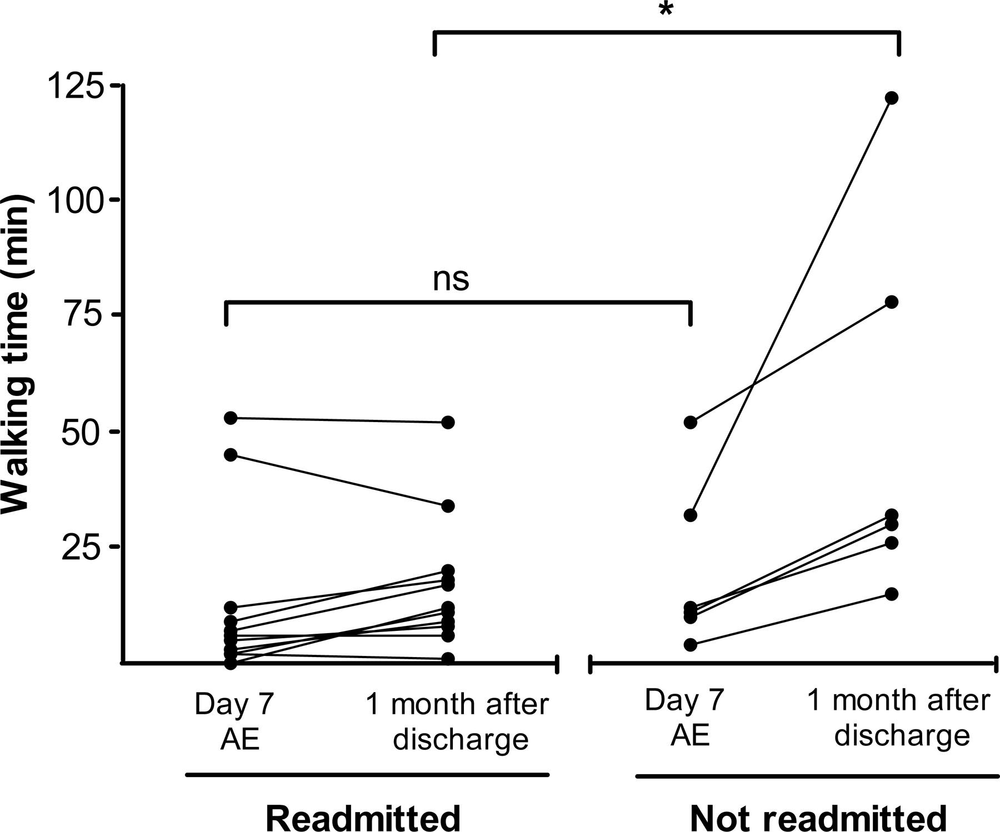 *
125
100
ns
75
50
25
Walking time (min)
Day 7
AE
1 month after
discharge
Day 7
AE
1 month after
discharge
Readmitted
Not readmitted